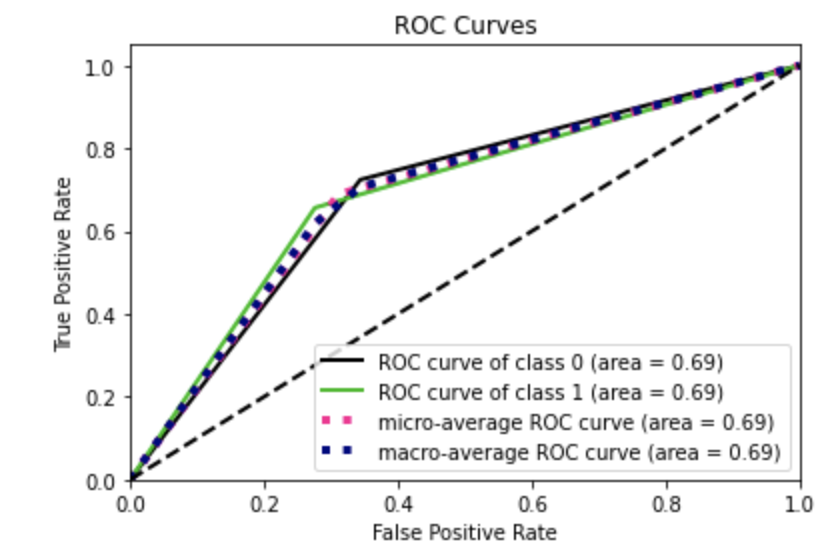 ROC Curves
True Positive Rate
1.0
0.8
0.6
0.4
0.2
0.0
ROC curve of class 0 (area = 0.69)
ROC curve of class 1 (area = 0.69)
micro-average ROC curve (area = 0.69)
macro-average ROC curve (area = 0.69)
0.0 0.2 0.4 0.6 0.8 1.0
False Positive Rate